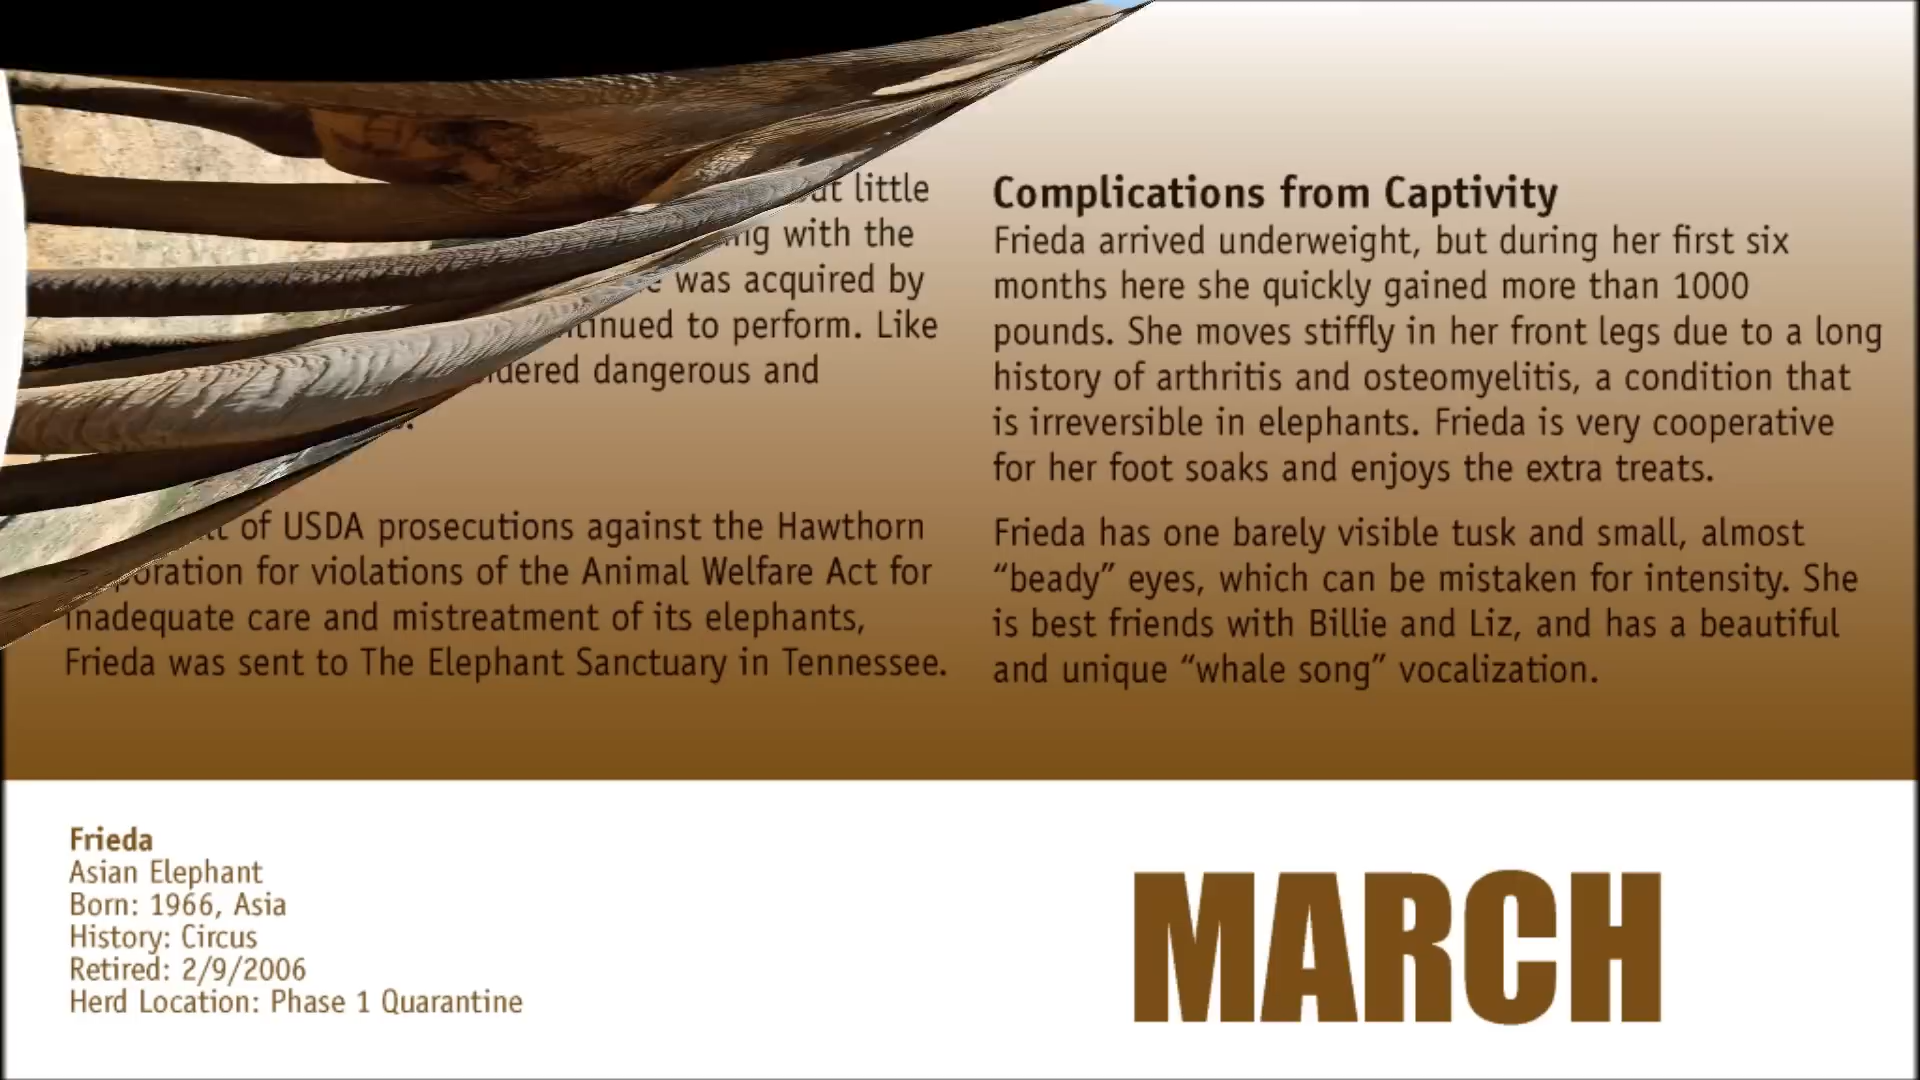 little
with the
was acquired by
to perform. Like
dangerous and
of USDA prosecutions against the Hawthorn
for violations of the Animal Welfare Act for
inadequate care and mistreatment of its elephants,
Frieda was sent to The Elephant Sanctuary in Tennessee.
Complications from Captivity
Frieda arrived underweight, but during her first six
months here she quickly gained more than 1000
pounds. She moves stiffly in her front legs due to a long
history of arthritis and osteomyelitis, a condition that
is irreversible in elephants. Frieda is very cooperative
for her foot soaks and enjoys the extra treats.
Frieda has one barely visible tusk and small, almost
“beady” eyes, which can be mistaken for intensity. She
is best friends with Billie and Liz, and has a beautiful
and unique “whale song” vocalization.
Frieda
Asian Elephant
Born: 1966, Asia
History: Circus
Retired: 2/9/2006
Herd Location: Phase 1 Quarantine
MARCH